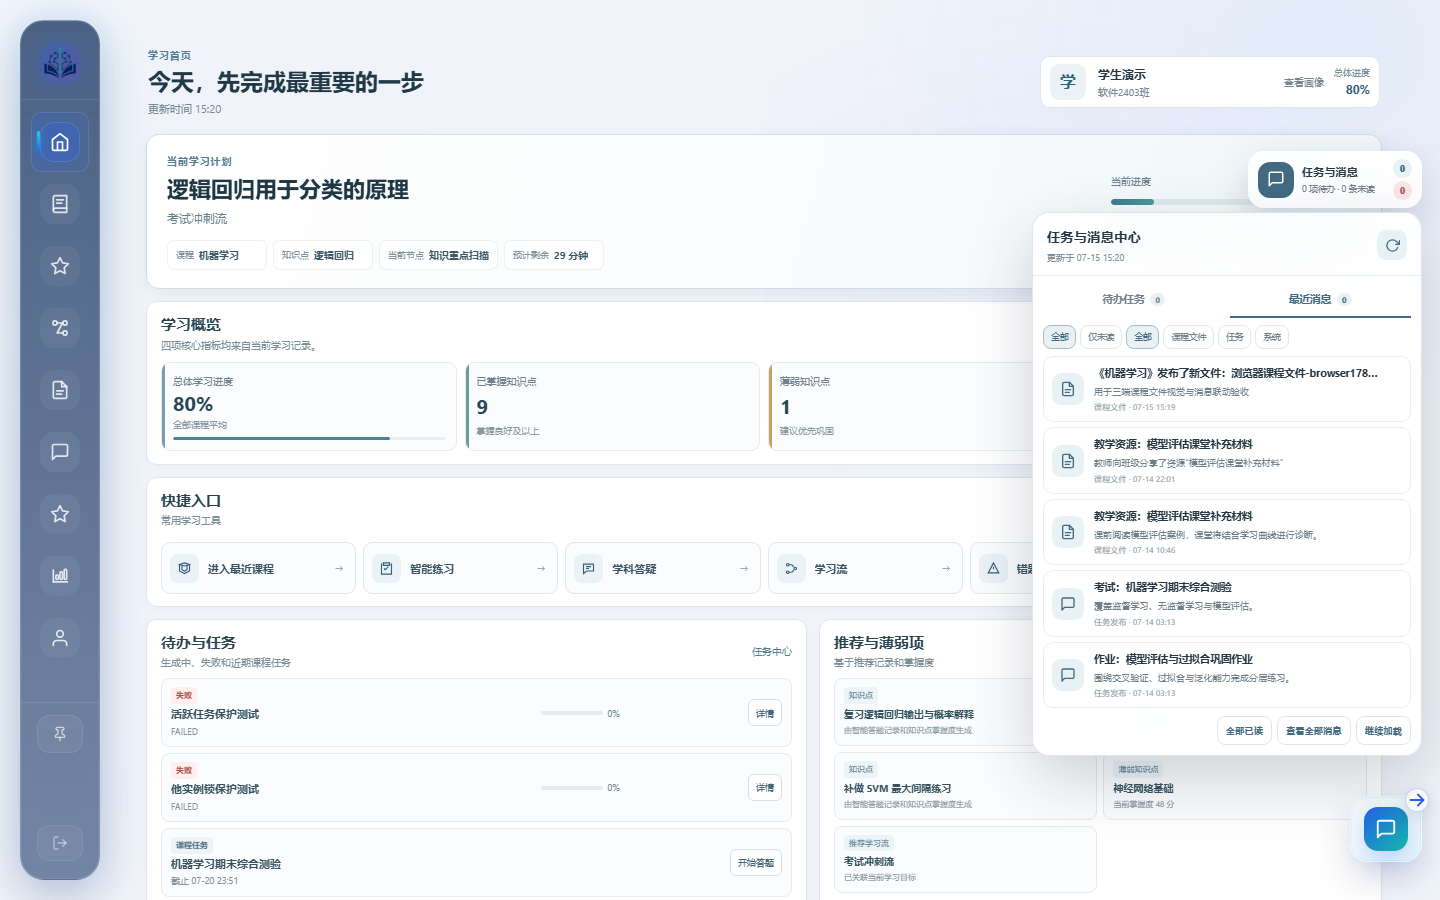 学习首页
今天，先完成最重要的一步
更新时间 15:20
学
学生演示
软件2403班
查看画像
总体进度
80%
当前学习计划
逻辑回归用于分类的原理
考试冲刺流
课程 机器学习
知识点 逻辑回归
当前节点 知识重点扫描
预计剩余 29 分钟
当前进度
任务与消息
0 项待办 · 0 条未读
0
0
任务与消息中心
更新于 07-15 15:20
待办任务 0
最近消息 0
全部
仅未读
全部
课程文件
任务
系统
《机器学习》发布了新文件：浏览器课程文件-browser178...
用于三端课程文件视觉与消息联动验收
课程文件 · 07-15 15:19
教学资源：模型评估课堂补充材料
教师向班级分享了资源“模型评估课堂补充材料”
课程文件 · 07-14 22:01
教学资源：模型评估课堂补充材料
课前阅读模型评估案例，课堂将结合学习曲线进行诊断。
课程文件 · 07-14 10:46
考试：机器学习期末综合测验
覆盖监督学习、无监督学习与模型评估。
任务发布 · 07-14 03:13
作业：模型评估与过拟合巩固作业
围绕交叉验证、过拟合与泛化能力完成分层练习。
任务发布 · 07-14 03:13
全部已读
查看全部消息
继续加载
学习概览
四项核心指标均来自当前学习记录。
总体学习进度
80%
全部课程平均
已掌握知识点
9
掌握良好及以上
薄弱知识点
1
建议优先巩固
快捷入口
常用学习工具
进入最近课程 →
智能练习 →
学科答疑 →
学习流 →
错题
待办与任务
生成中、失败和近期课程任务
任务中心
失败
活跃任务保护测试
FAILED
0%
详情
失败
他实例锁保护测试
FAILED
0%
详情
课程任务
机器学习期末综合测验
截止 07-20 23:51
开始答题
推荐与薄弱项
基于推荐记录和掌握度
知识点
复习逻辑回归输出与概率解释
由智能答题记录和知识点掌握度生成
知识点
补做 SVM 最大间隔练习
由智能答题记录和知识点掌握度生成
薄弱知识点
神经网络基础
当前掌握度 48 分
推荐学习流
考试冲刺流
已关联当前学习目标